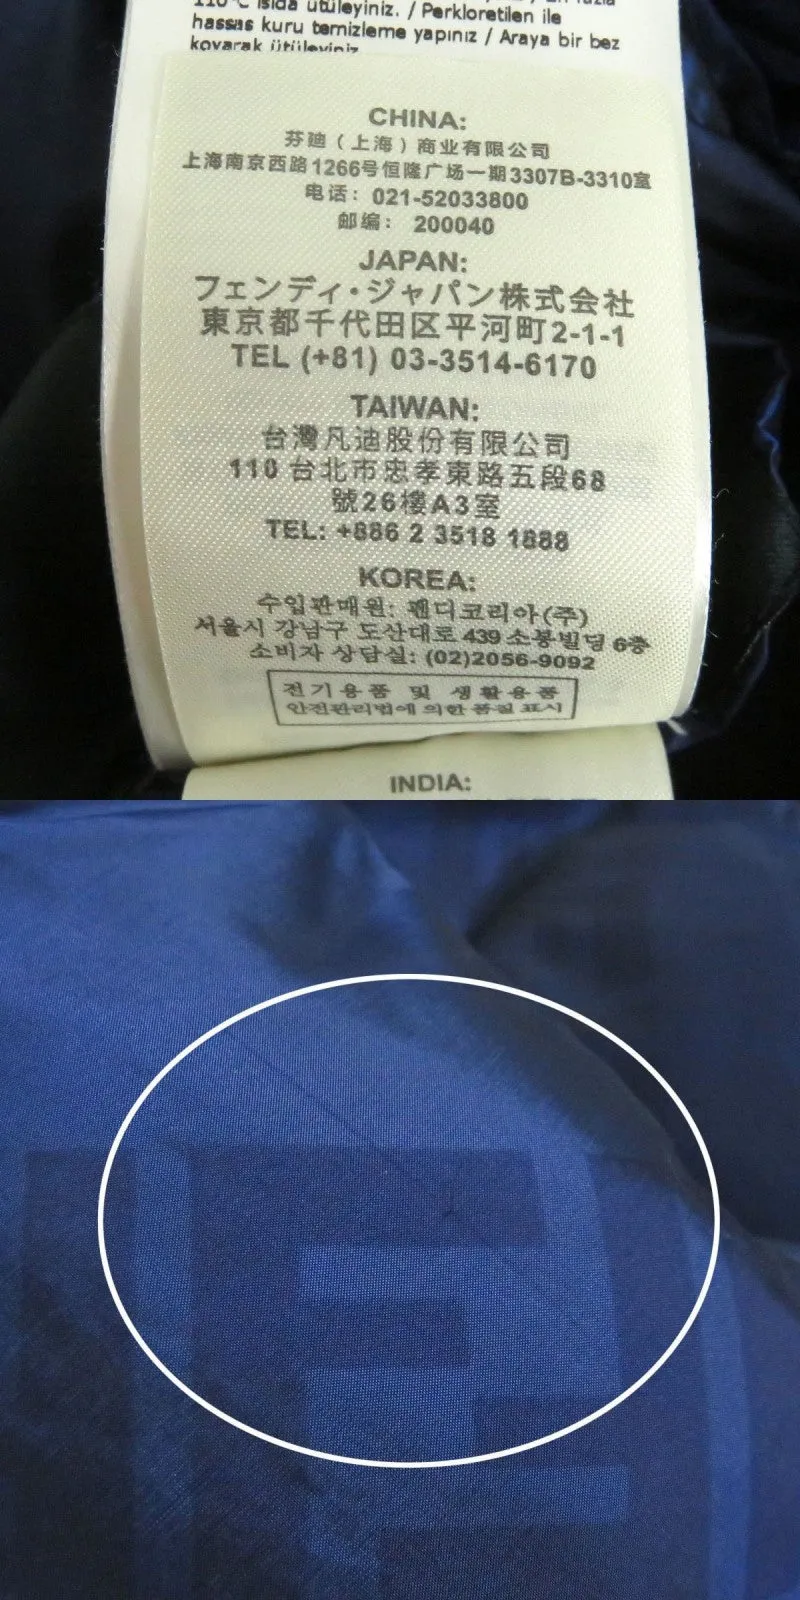 110°C ısıda ütüleyiniz. / Perkloretilen ile
hassas kuru temizleme yapınız / Araya bir bez
koyarak ütüleyiniz
CHINA:
芬迪（上海）商业有限公司
上海南京西路1266号恒隆广场一期3307B-3310室
电话：021-52033800
邮编：200040
JAPAN:
フェンディ・ジャパン株式会社
東京都千代田区平河町2-1-1
TEL (+81) 03-3514-6170
TAIWAN:
台灣凡迪股份有限公司
110 台北市忠孝東路五段68
號26樓A3室
TEL: +886 2 3518 1888
KOREA:
수입판매원: 펜디코리아(주)
서울시 강남구 도산대로 439 소봉빌딩 6층
소비자 상담실: (02)2056-9092
전기용품 및 생활용품
안전관리법에 의한 품질 표시
INDIA: